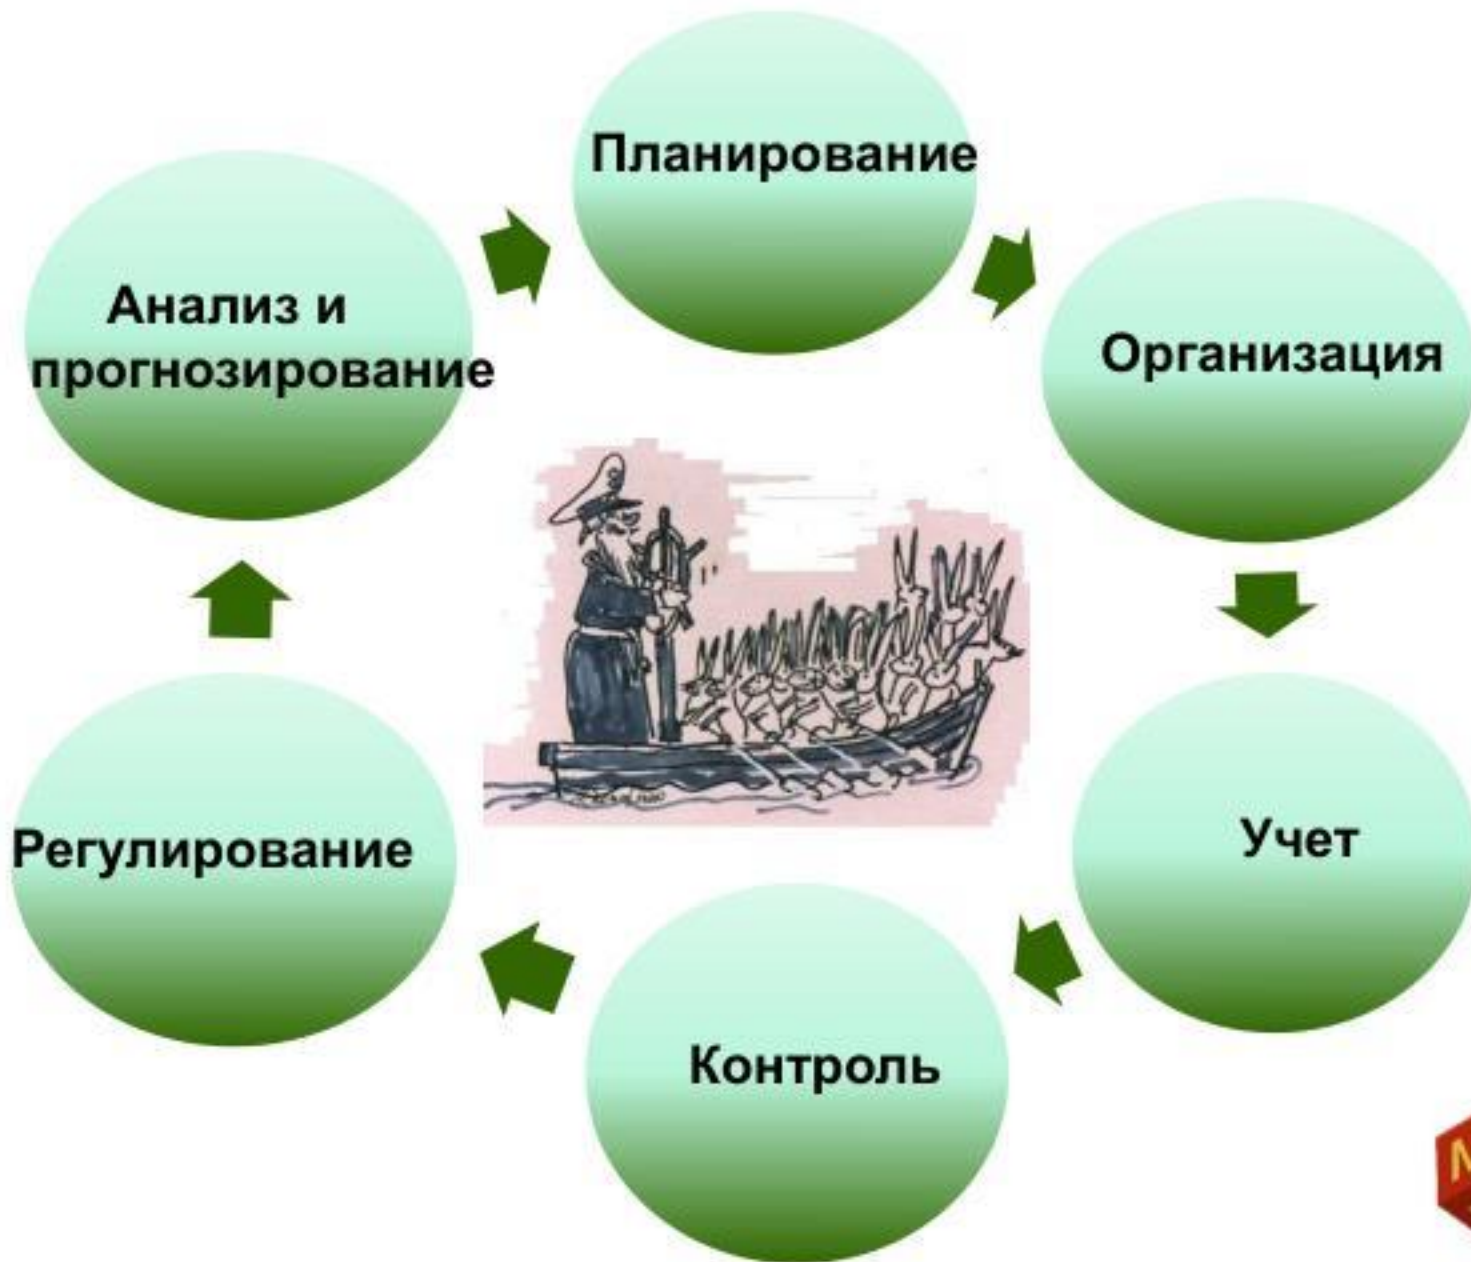 Планирование
Анализ и
прогнозирование
Организация
Регулирование
Учет
Контроль